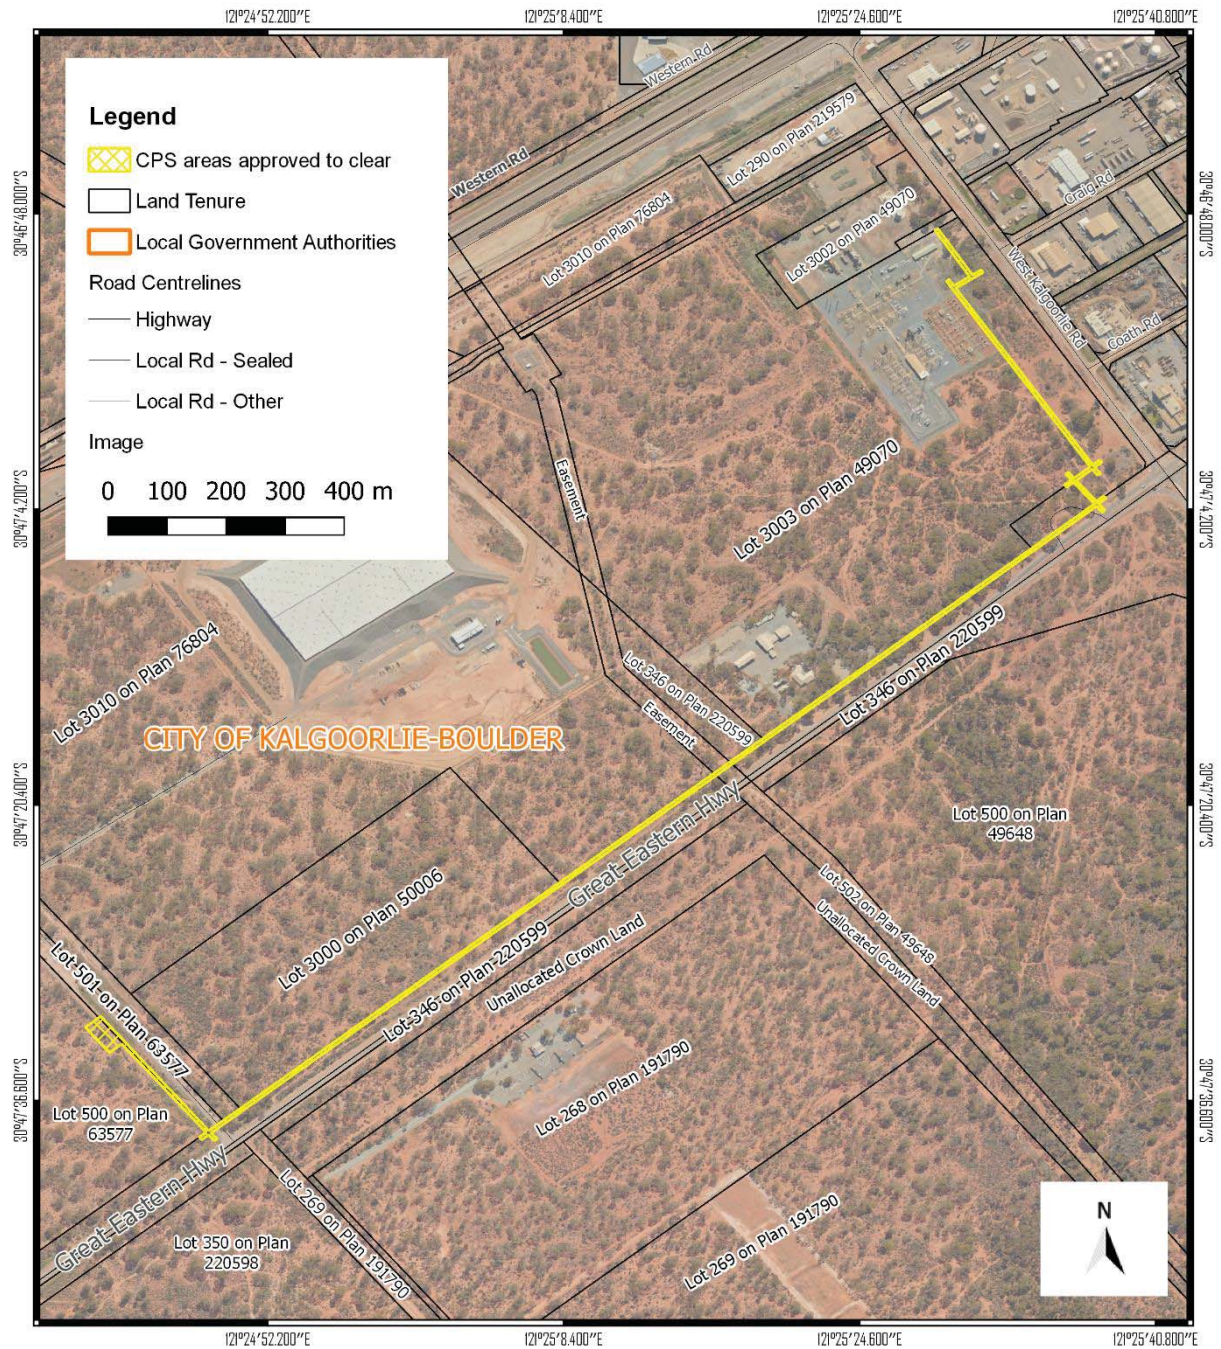 121°24'52.200"E 121°25'8.400"E 121°25'24.600"E 121°25'40.800"E
Legend
CPS areas approved to clear
Land Tenure
Local Government Authorities
Road Centrelines
Highway
Local Rd - Sealed
Local Rd - Other
Image
0 100 200 300 400 m
Western Rd
Western Rd
Lot 290 on Plan 219579
Craig Rd
30°46'48.000"S
30°46'48.000"S
Lot 3010 on Plan 76804
Lot 3002 on Plan 49070
West Kalgoorlie Rd
Coath Rd
Easement
Lot 3003 on Plan 49070
30°47'4.200"S
30°47'4.200"S
Lot 3010 on Plan 76804
Lot 346 on Plan 220599
Lot 346 on Plan 220599
Easement
CITY OF KALGOORLIE-BOULDER
30°47'20.400"S
30°47'20.400"S
Lot 500 on Plan
49648
Great Eastern Hwy
Lot 3000 on Plan 50006
Lot 502 on Plan 49648
Unallocated Crown Land
Unallocated Crown Land
Lot 346 on Plan 220599
Lot 501 on Plan 63577
Lot 268 on Plan 191790
30°47'36.600"S
30°47'36.600"S
Lot 500 on Plan
63577
Great Eastern Hwy
Lot 269 on Plan 191790
Lot 350 on Plan
220598
Lot 269 on Plan 191790
N
121°24'52.200"E 121°25'8.400"E 121°25'24.600"E 121°25'40.800"E